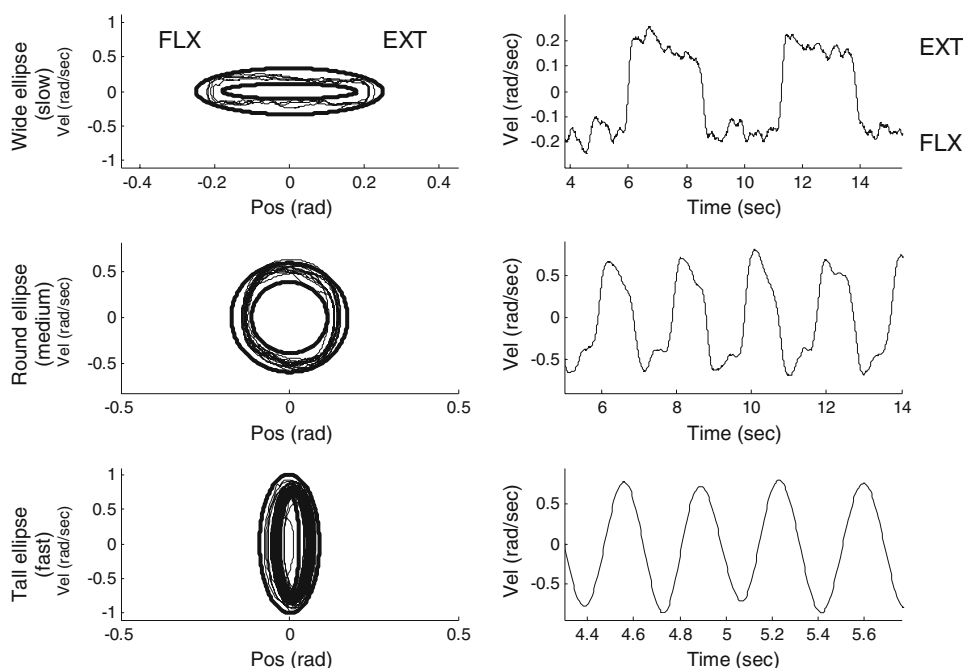 Wide ellipse
(slow)
Vel (rad/sec)
1
0.5
0
-0.5
-1
FLX EXT
-0.4 -0.2 0 0.2 0.4
Pos (rad)
Vel (rad/sec)
0.2
0.1
0
-0.1
-0.2
EXT
FLX
4 6 8 10 12 14
Time (sec)
Round ellipse
(medium)
Vel (rad/sec)
0.5
0
-0.5
-0.5 0 0.5
Pos (rad)
Vel (rad/sec)
0.5
0
-0.5
6 8 10 12 14
Time (sec)
Tall ellipse
(fast)
Vel (rad/sec)
1
0.5
0
-0.5
-1
-0.5 0 0.5
Pos (rad)
Vel (rad/sec)
0.5
0
-0.5
4.4 4.6 4.8 5 5.2 5.4 5.6
Time (sec)